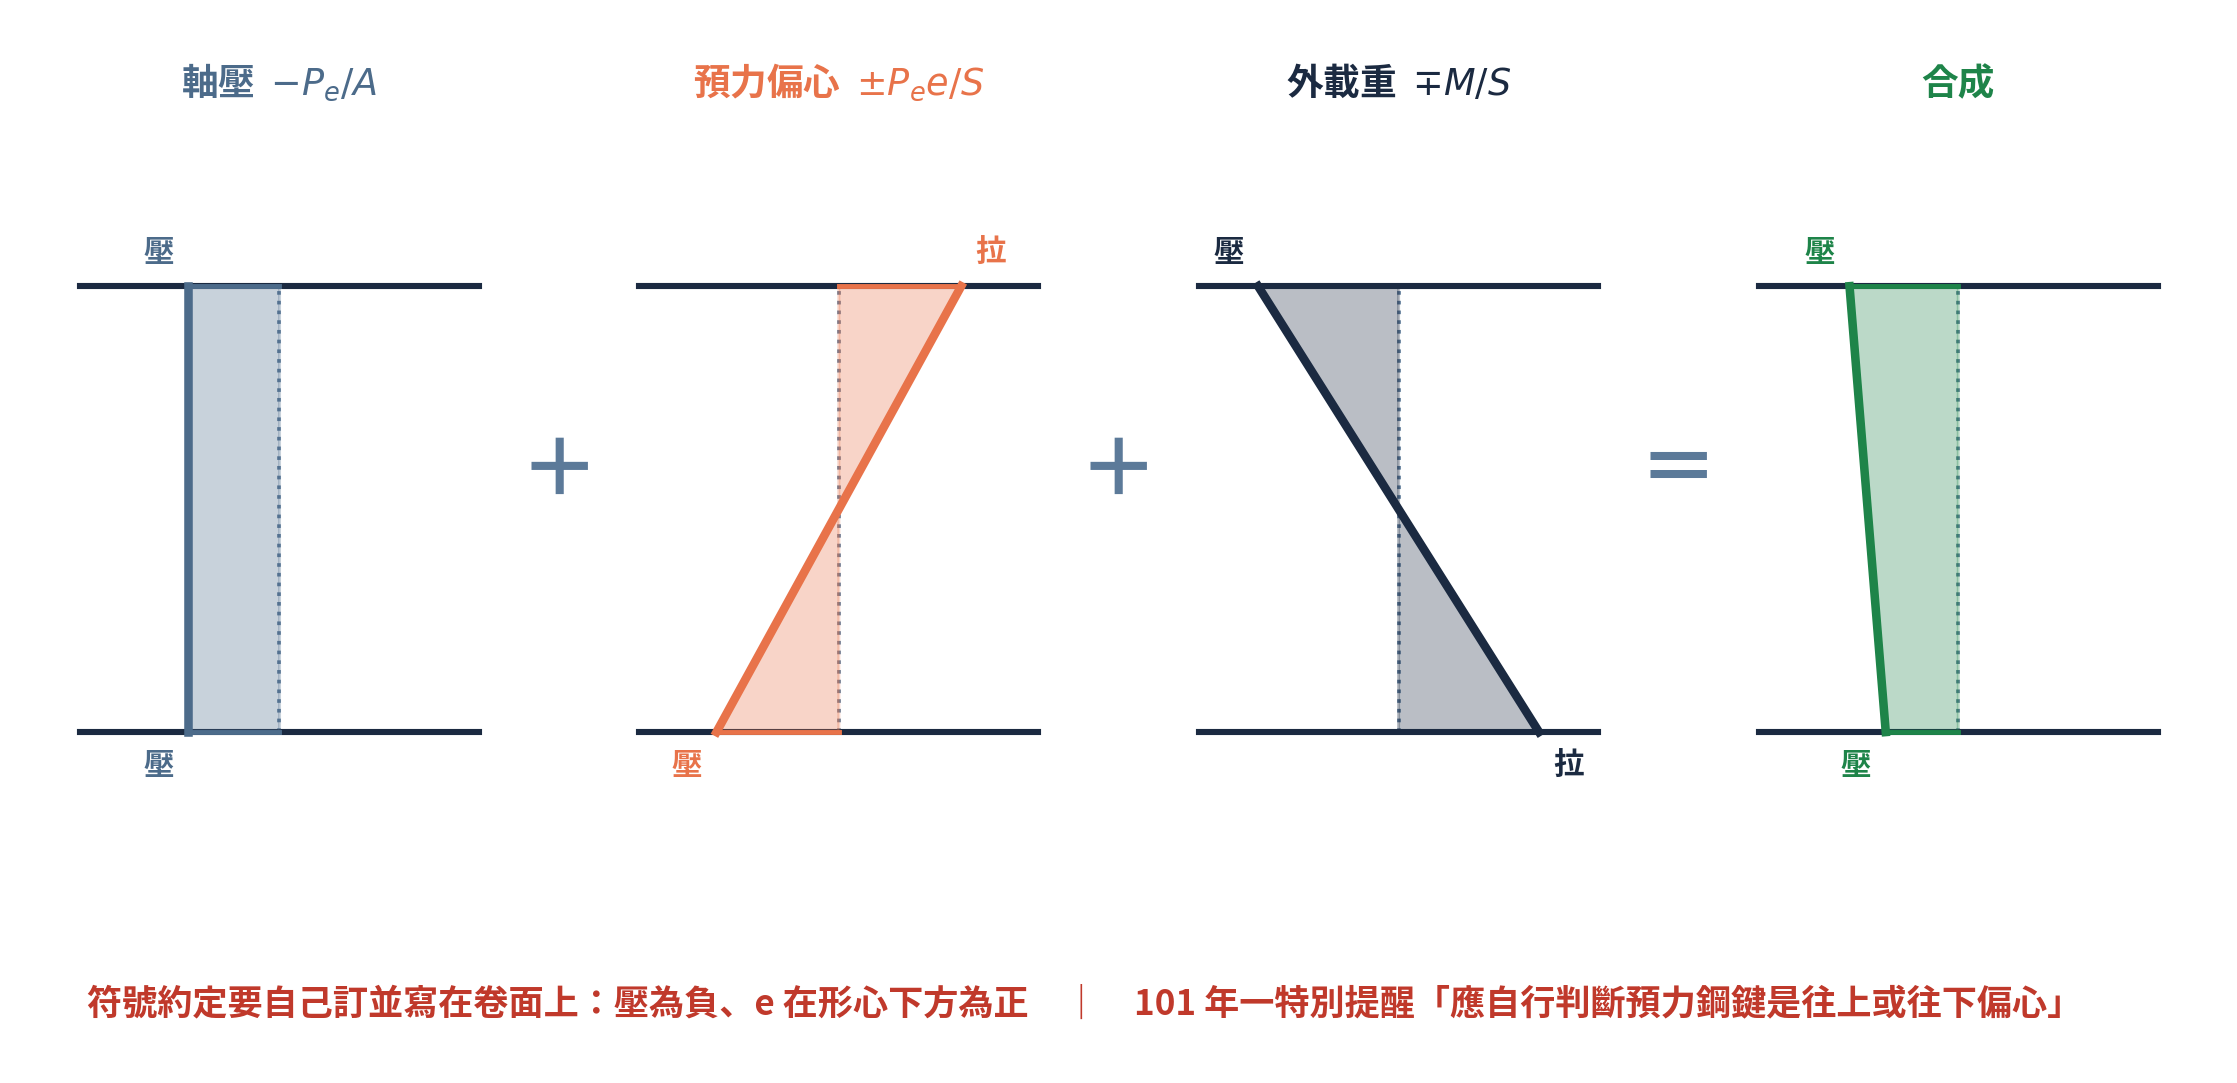 軸壓 −Pₑ/A
預力偏心 ±Pₑe/S
外載重 ∓M/S
合成
壓
拉
壓
壓
+
+
=
壓
壓
拉
壓
符號約定要自己訂並寫在卷面上：壓為負、e 在形心下方為正 ｜ 101 年一特別提醒「應自行判斷預力鋼鍵是往上或往下偏心」